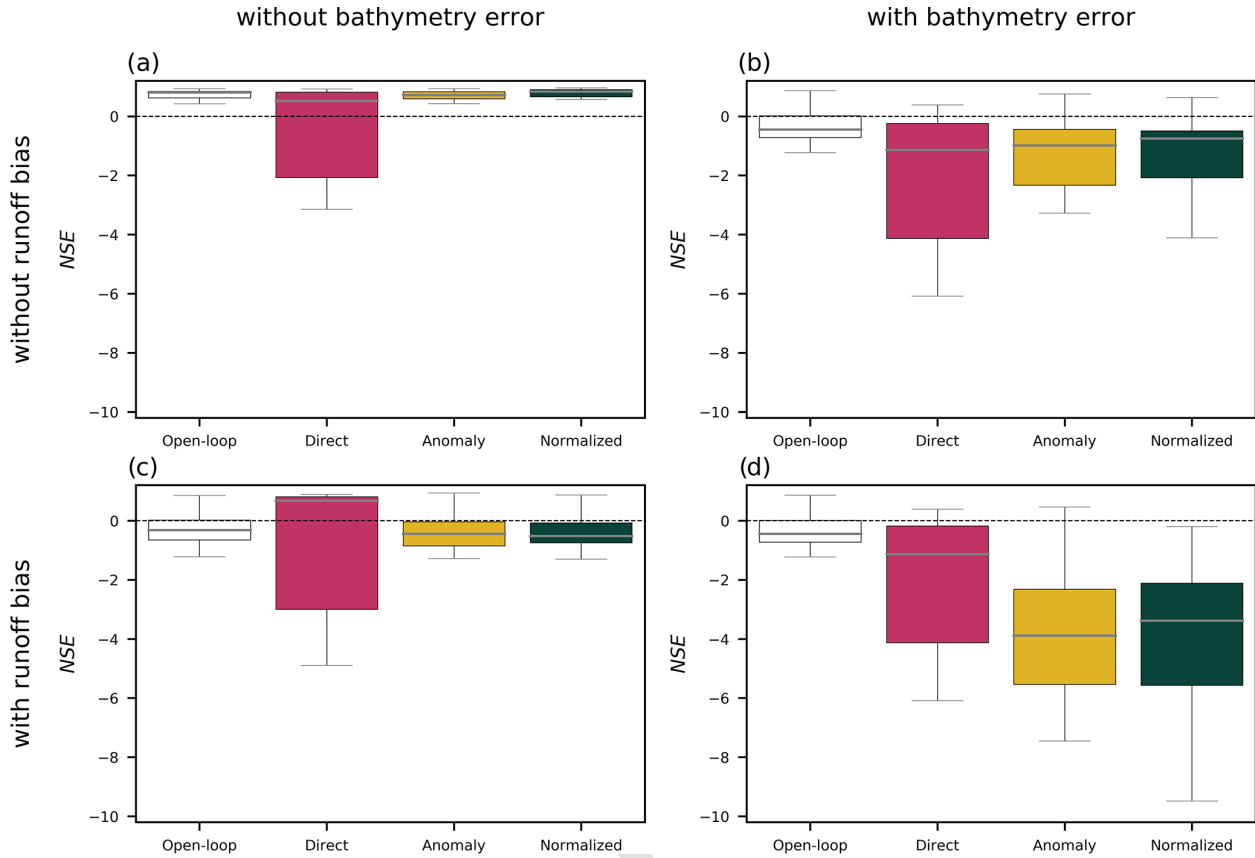 without bathymetry error
with bathymetry error
without runoff bias
(a)
NSE
0
−2
−4
−6
−8
−10
Open-loop Direct Anomaly Normalized
(b)
NSE
0
−2
−4
−6
−8
−10
Open-loop Direct Anomaly Normalized
with runoff bias
(c)
NSE
0
−2
−4
−6
−8
−10
Open-loop Direct Anomaly Normalized
(d)
NSE
0
−2
−4
−6
−8
−10
Open-loop Direct Anomaly Normalized